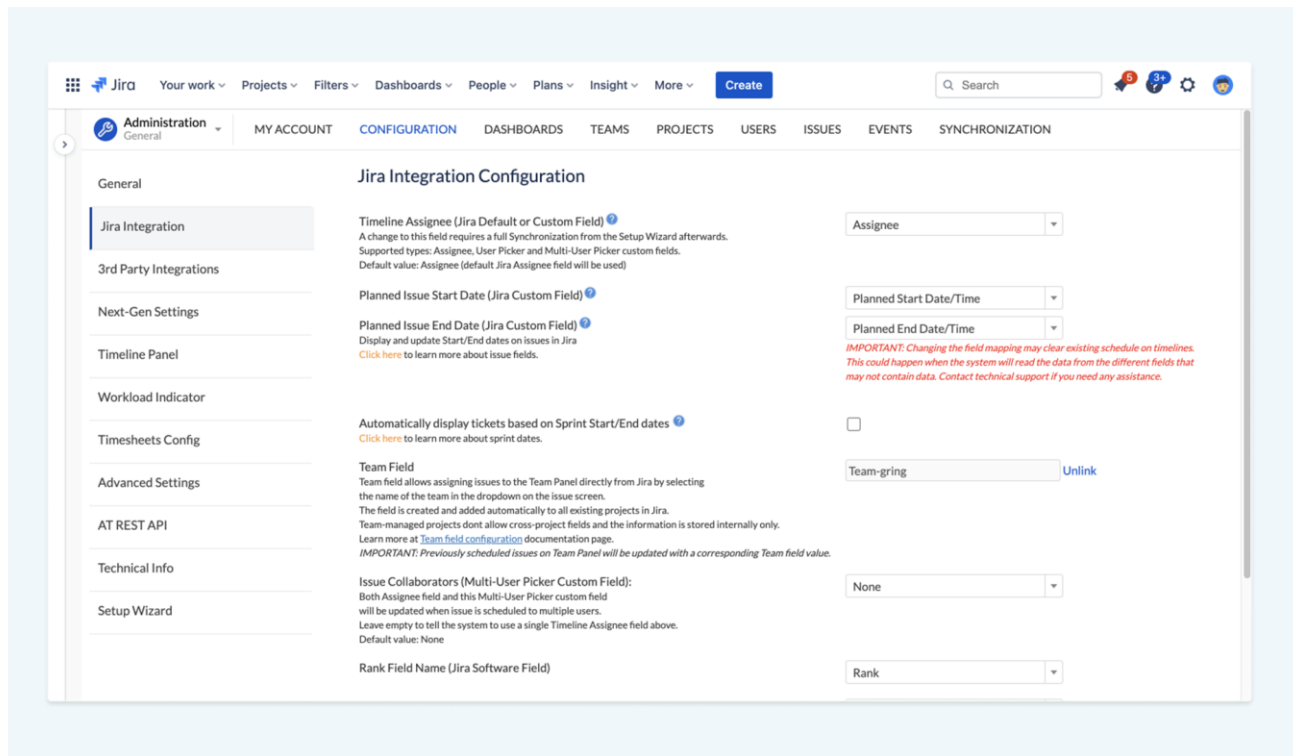 Jira Your work Projects Filters Dashboards People Plans Insight More Create Search 5 3+
Administration
General
MY ACCOUNT CONFIGURATION DASHBOARDS TEAMS PROJECTS USERS ISSUES EVENTS SYNCHRONIZATION
General
Jira Integration
3rd Party Integrations
Next-Gen Settings
Timeline Panel
Workload Indicator
Timesheets Config
Advanced Settings
AT REST API
Technical Info
Setup Wizard
Jira Integration Configuration
Timeline Assignee (Jira Default or Custom Field) ?
A change to this field requires a full Synchronization from the Setup Wizard afterwards.
Supported types: Assignee, User Picker and Multi-User Picker custom fields.
Default value: Assignee (default Jira Assignee field will be used)
Assignee
Planned Issue Start Date (Jira Custom Field) ?
Planned Start Date/Time
Planned Issue End Date (Jira Custom Field) ?
Display and update Start/End dates on issues in Jira
Click here to learn more about issue fields.
Planned End Date/Time
IMPORTANT: Changing the field mapping may clear existing schedule on timelines.
This could happen when the system will read the data from the different fields that
may not contain data. Contact technical support if you need any assistance.
Automatically display tickets based on Sprint Start/End dates ?
Click here to learn more about sprint dates.
Team Field
Team field allows assigning issues to the Team Panel directly from Jira by selecting
the name of the team in the dropdown on the issue screen.
The field is created and added automatically to all existing projects in Jira.
Team-managed projects dont allow cross-project fields and the information is stored internally only.
Learn more at Team field configuration documentation page.
IMPORTANT: Previously scheduled issues on Team Panel will be updated with a corresponding Team field value.
Team-gring Unlink
Issue Collaborators (Multi-User Picker Custom Field):
Both Assignee field and this Multi-User Picker custom field
will be updated when issue is scheduled to multiple users.
Leave empty to tell the system to use a single Timeline Assignee field above.
Default value: None
None
Rank Field Name (Jira Software Field)
Rank